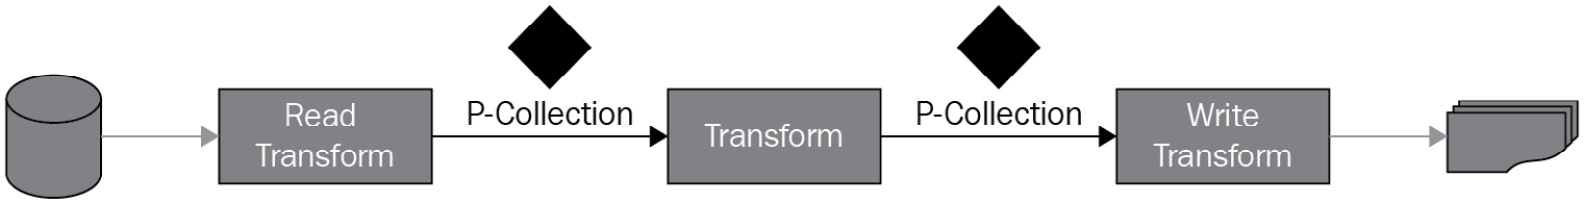 Read
Transform
P-Collection
Transform
P-Collection
Write
Transform